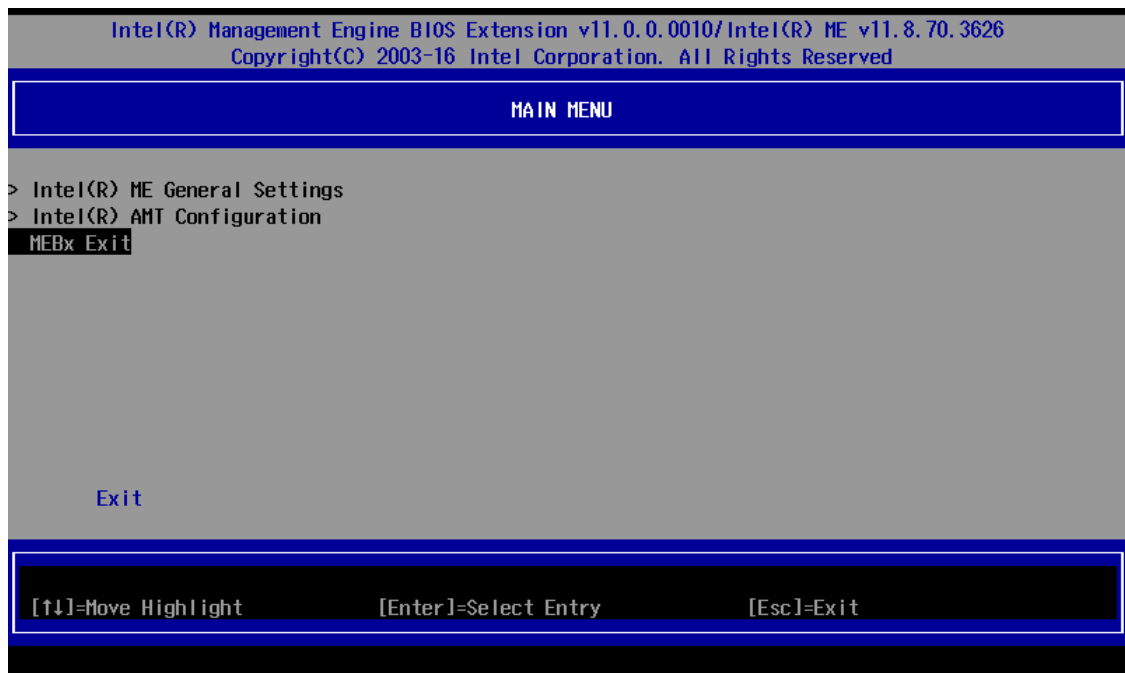 Intel(R) Management Engine BIOS Extension v11.0.0.0010/Intel(R) ME v11.8.70.3626
Copyright(C) 2003-16 Intel Corporation. All Rights Reserved
MAIN MENU
> Intel(R) ME General Settings
> Intel(R) AMT Configuration
MEBx Exit
Exit
[↑↓]=Move Highlight [Enter]=Select Entry [Esc]=Exit